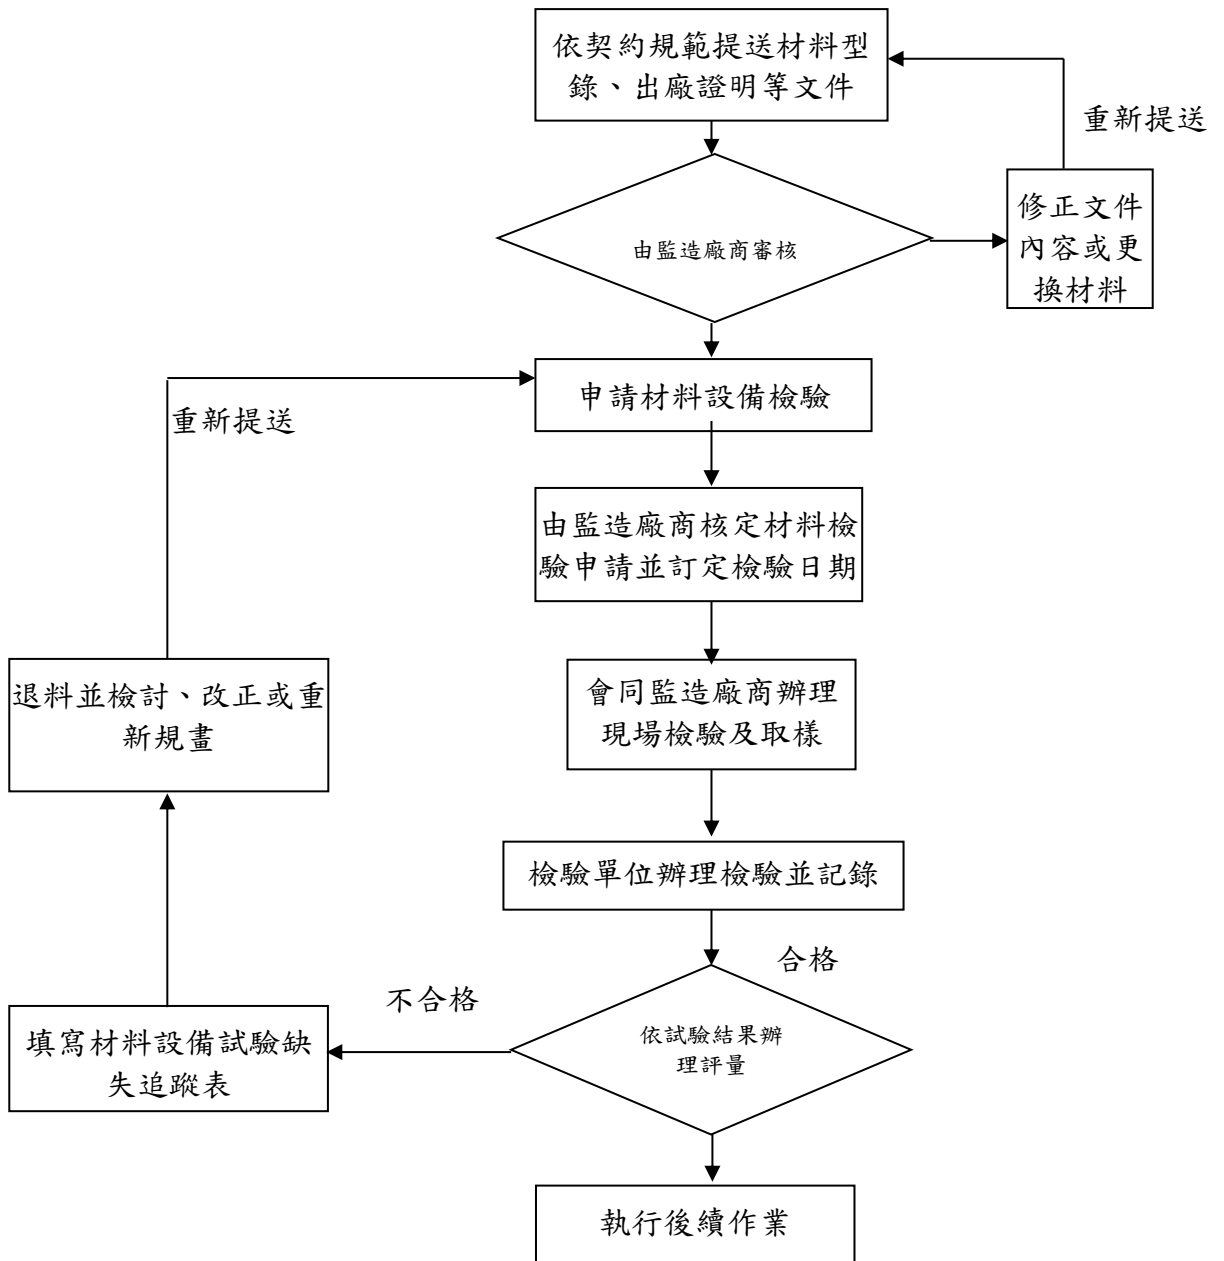 依契約規範提送材料型
錄、出廠證明等文件
重新提送
修正文件
內容或更
換材料
由監造廠商審核
申請材料設備檢驗
重新提送
由監造廠商核定材料檢
驗申請並訂定檢驗日期
退料並檢討、改正或重
新規畫
會同監造廠商辦理
現場檢驗及取樣
檢驗單位辦理檢驗並記錄
合格
不合格
填寫材料設備試驗缺
失追蹤表
依試驗結果辦
理評量
執行後續作業